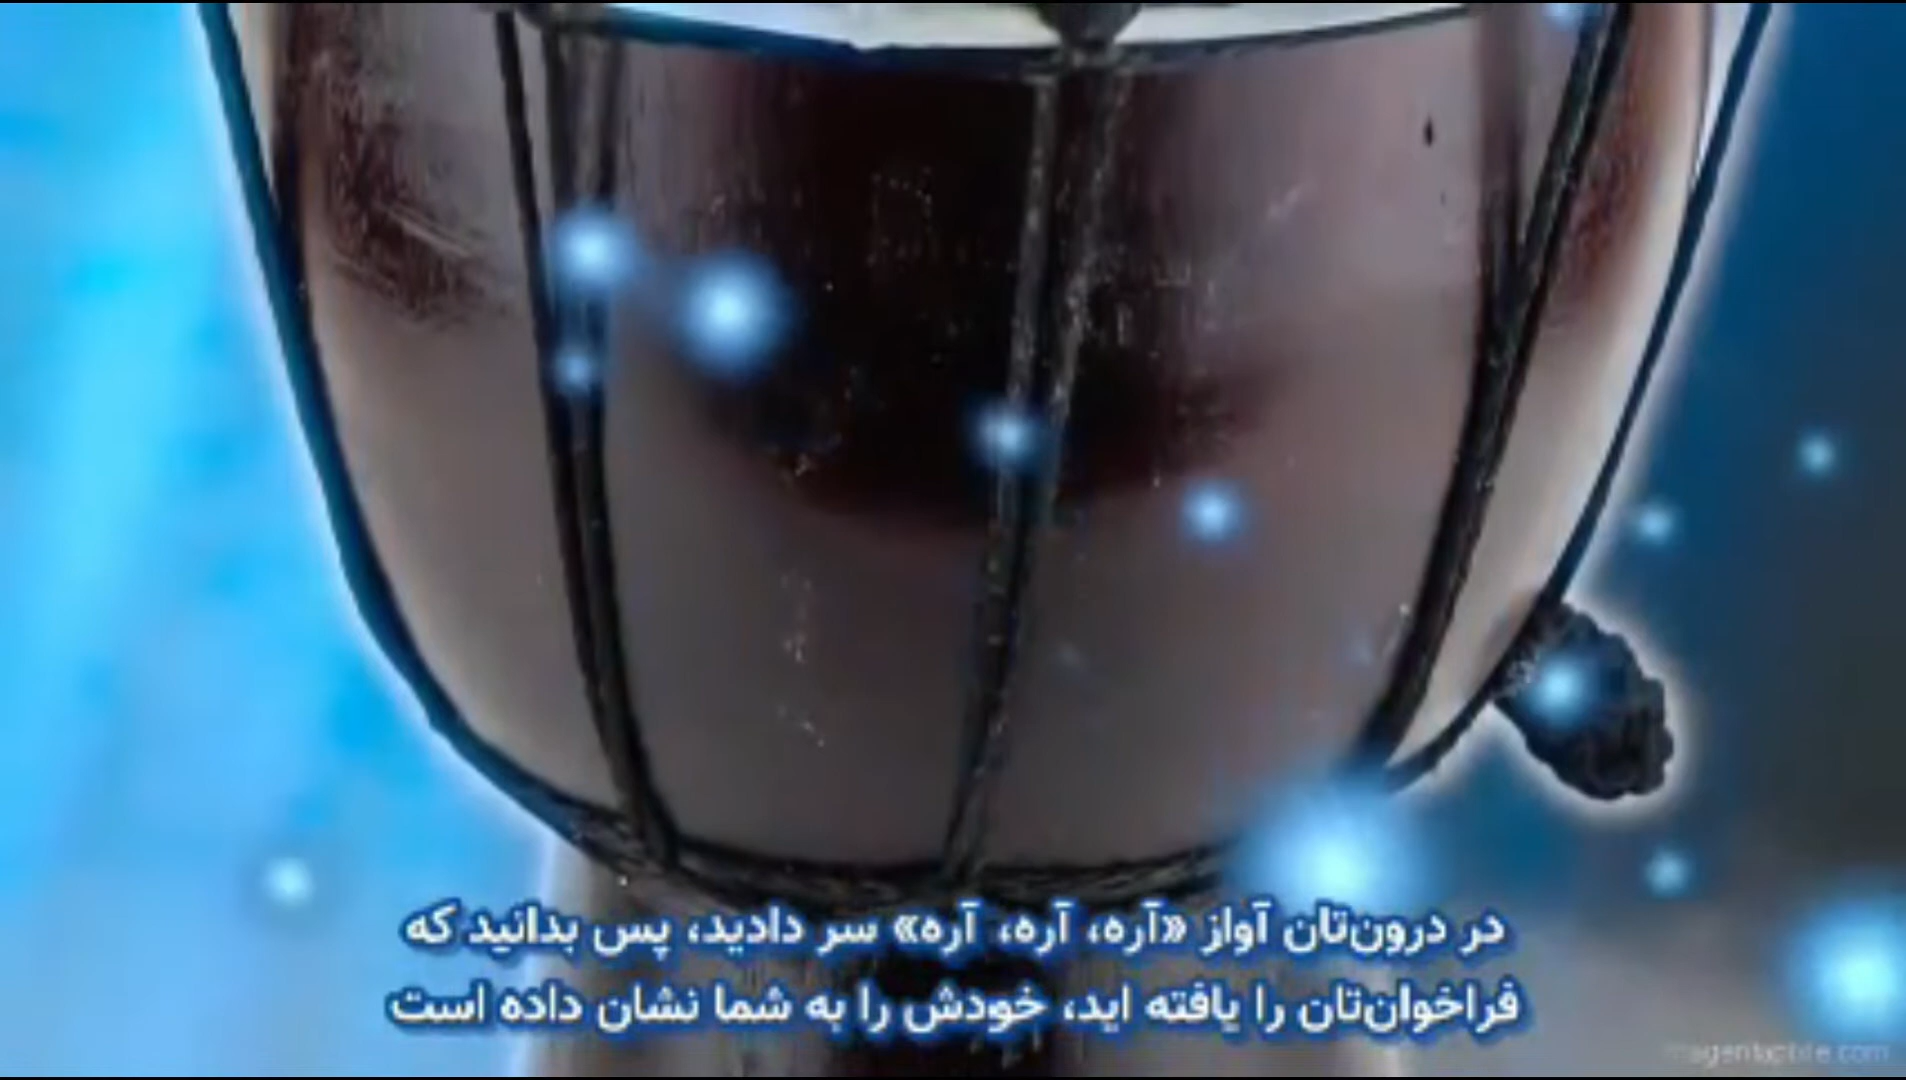 در درون‌تان آواز «آره، آره، آره» سر دادید، پس بدانید که
فراخوان‌تان را یافته اید، خودش را به شما نشان داده است